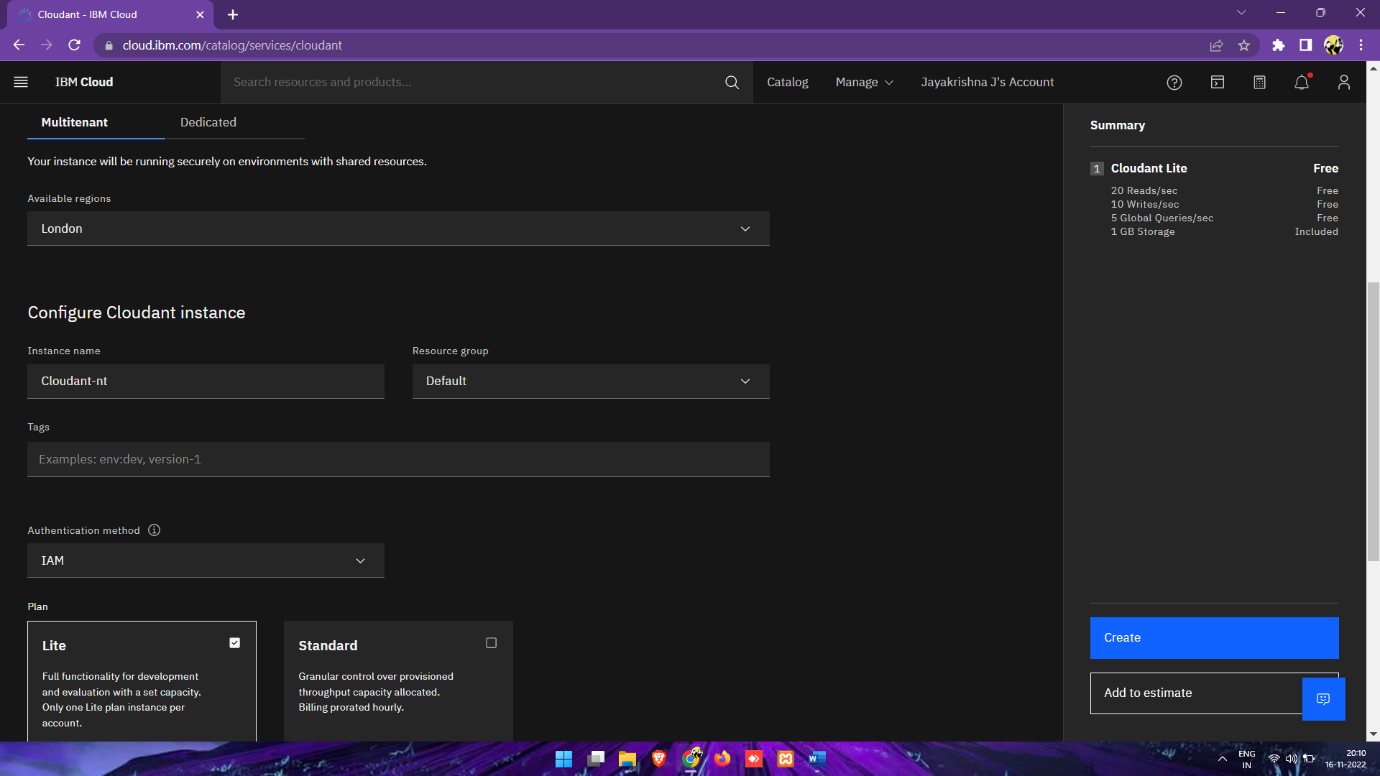 Cloudant - IBM Cloud
cloud.ibm.com/catalog/services/cloudant
IBM Cloud
Search resources and products...
Catalog
Manage
Jayakrishna J's Account
Multitenant
Dedicated
Your instance will be running securely on environments with shared resources.
Available regions
London
Configure Cloudant instance
Instance name
Resource group
Cloudant-nt
Default
Tags
Examples: env:dev, version-1
Authentication method
IAM
Plan
Lite
Full functionality for development
and evaluation with a set capacity.
Only one Lite plan instance per
account.
Standard
Granular control over provisioned
throughput capacity allocated.
Billing prorated hourly.
Summary
1 Cloudant Lite Free
20 Reads/sec Free
10 Writes/sec Free
5 Global Queries/sec Free
1 GB Storage Included
Create
Add to estimate
ENG
IN
20:10
16-11-2022